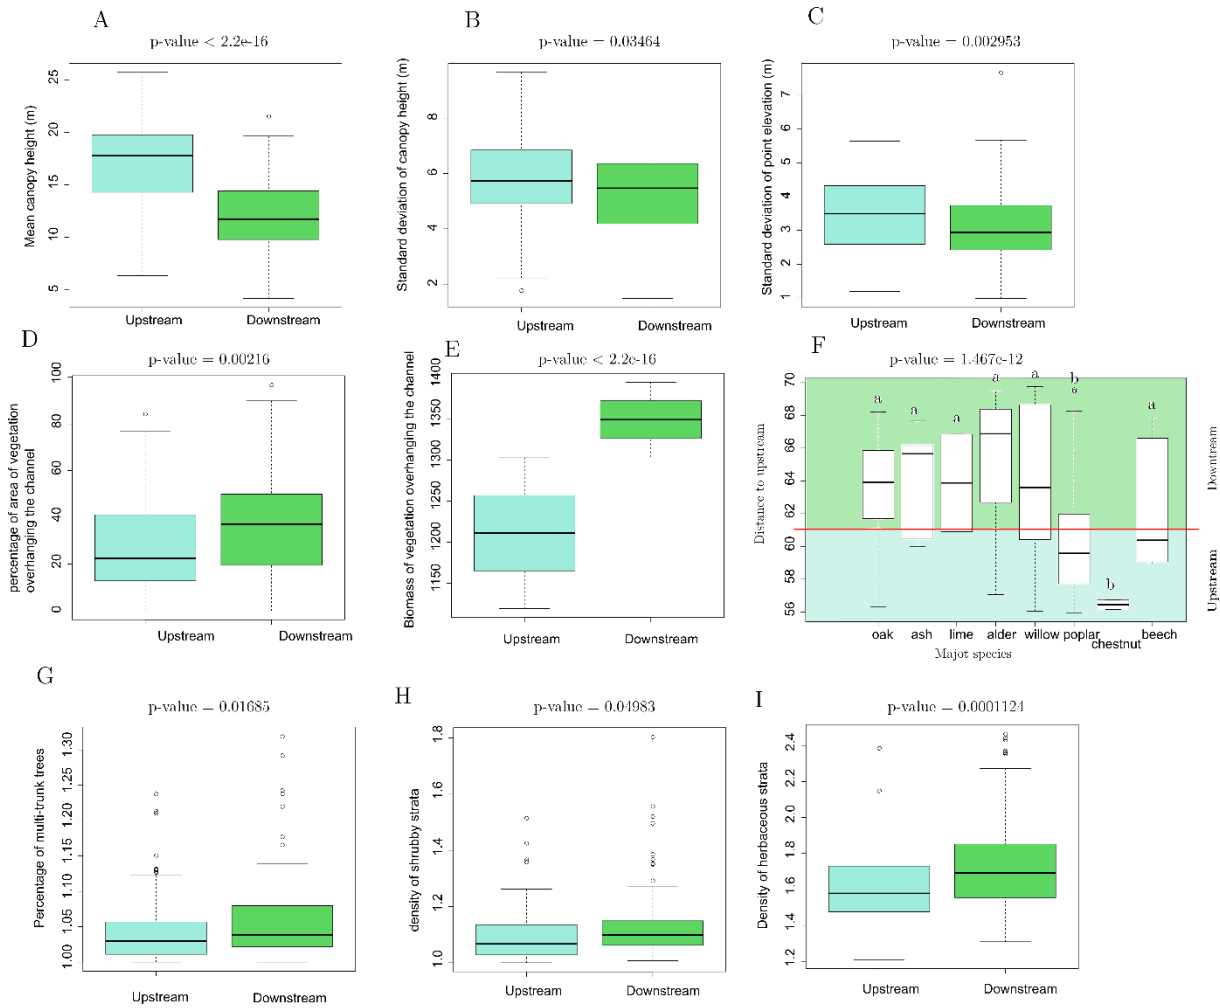 A
p-value < 2.2e-16
Mean canopy height (m)
25
20
15
10
5
Upstream
Downstream
B
p-value = 0.03464
Standard deviation of canopy height (m)
8
6
4
2
Upstream
Downstream
C
p-value = 0.002953
Standard deviation of point elevation (m)
7
6
5
4
3
2
1
Upstream
Downstream
D
p-value = 0.00216
percentage of area of vegetation
overhanging the channel
100
80
60
40
20
0
Upstream
Downstream
E
p-value < 2.2e-16
Biomass of vegetation overhanging the channel
1400
1350
1300
1250
1200
1150
Upstream
Downstream
F
p-value = 1.467e-12
Distance to upstream
70
68
66
64
62
60
58
56
a
a
a
a
a
b
b
a
oak
ash
lime
alder
willow
poplar
chestnut
beech
Majot species
Downstream
Upstream
G
p-value = 0.01685
Percentage of multi-trunk trees
1.30
1.25
1.20
1.15
1.10
1.05
1.00
Upstream
Downstream
H
p-value = 0.04983
density of shrubby strata
1.8
1.6
1.4
1.2
1.0
Upstream
Downstream
I
p-value = 0.0001124
Density of herbaceous strata
2.4
2.2
2.0
1.8
1.6
1.4
1.2
Upstream
Downstream